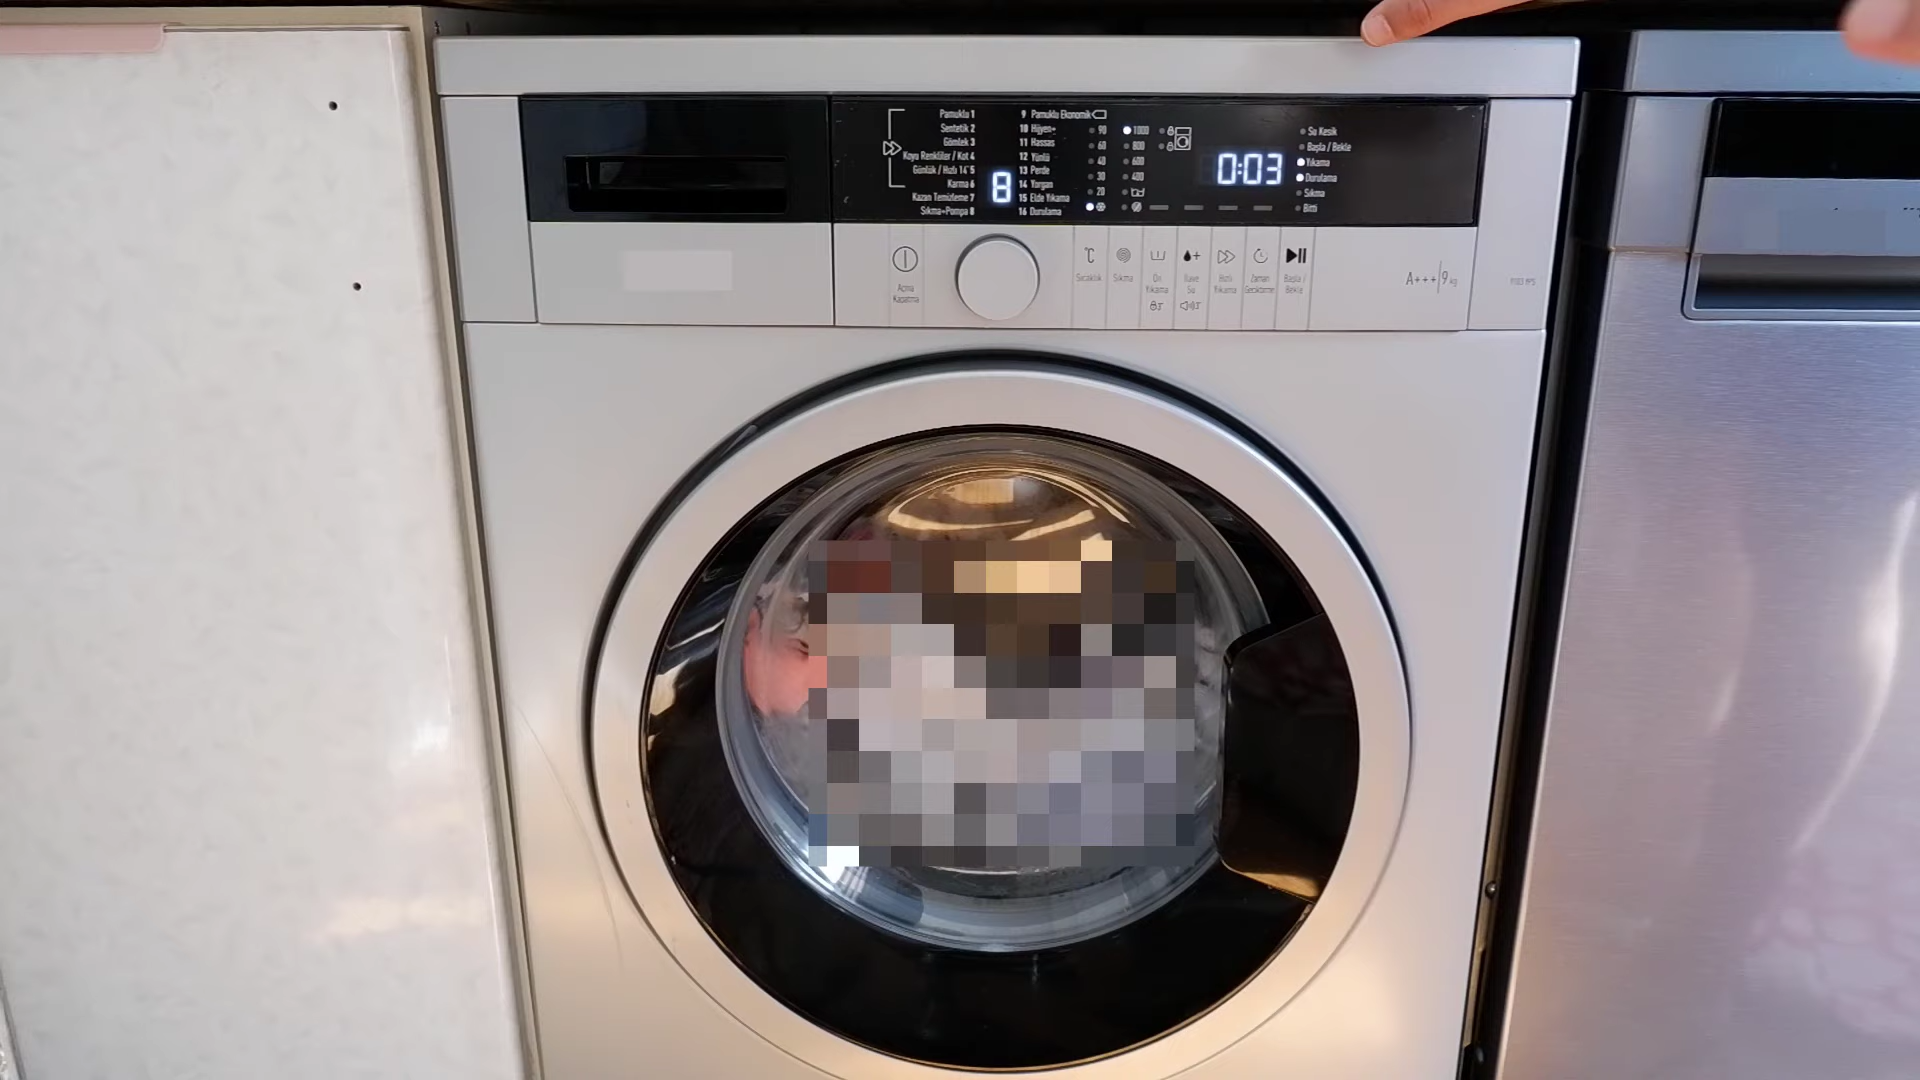 Pamuklu 1
Sentetik 2
Gömlek 3
Koyu Renkliler / Kot 4
Günlük / Hızlı 14' 5
Karma 6
Kazan Temizleme 7
Sıkma+Pompa 8
8
9 Pamuklu Ekonomik
10 Hijyen+
11 Hassas
12 Yünlü
13 Perde
14 Yorgan
15 Elde Yıkama
16 Durulama
90
60
40
30
20
1000
800
600
400
0:03
Su Kesik
Başla / Bekle
Yıkama
Durulama
Sıkma
Bitti
Açma
Kapatma
°C
Sıcaklık
Sıkma
Ön
Yıkama
3"
+
İlave
Su
3"
Hızlı
Yıkama
Zaman
Geciktirme
Başla /
Bekle
A+++ 9 kg